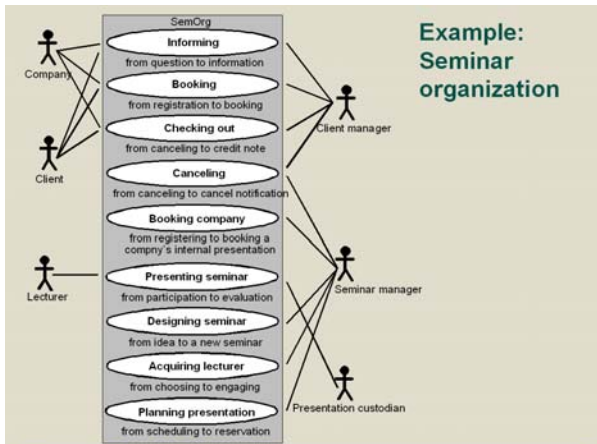 SemOrg
Example:
Seminar
organization
Informing
from question to information
Company
Booking
from registration to booking
Checking out
Client manager
from canceling to credit note
Client
Canceling
from canceling to cancel notification
Booking company
from registering to booking a
compny's internal presentation
Lecturer
Presenting seminar
Seminar manager
from participation to evaluation
Designing seminar
from idea to a new seminar
Acquiring lecturer
from choosing to engaging
Presentation custodian
Planning presentation
from scheduling to reservation